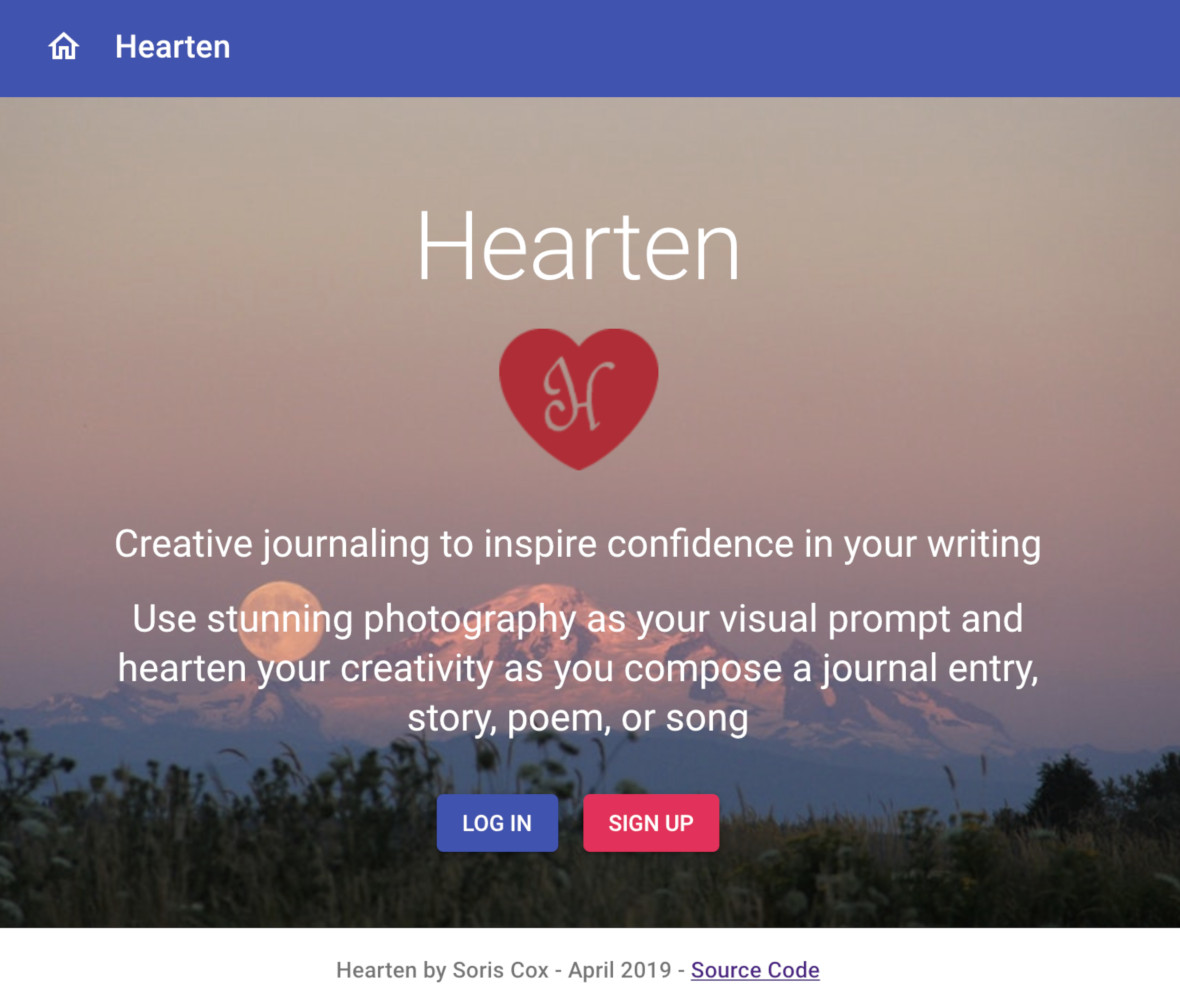 Hearten
Hearten
H
Creative journaling to inspire confidence in your writing
Use stunning photography as your visual prompt and
hearten your creativity as you compose a journal entry,
story, poem, or song
LOG IN
SIGN UP
Hearten by Soris Cox - April 2019 - Source Code